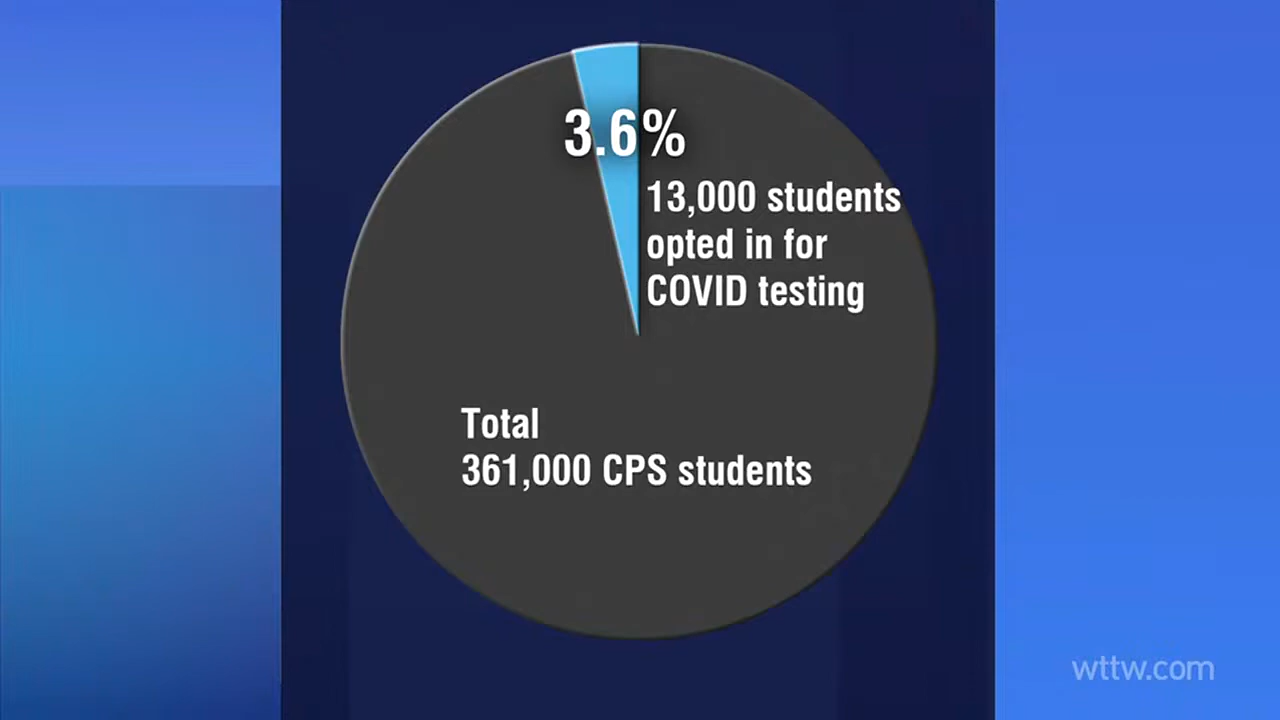 3.6%
13,000 students
opted in for
COVID testing
Total
361,000 CPS students
wttw.com